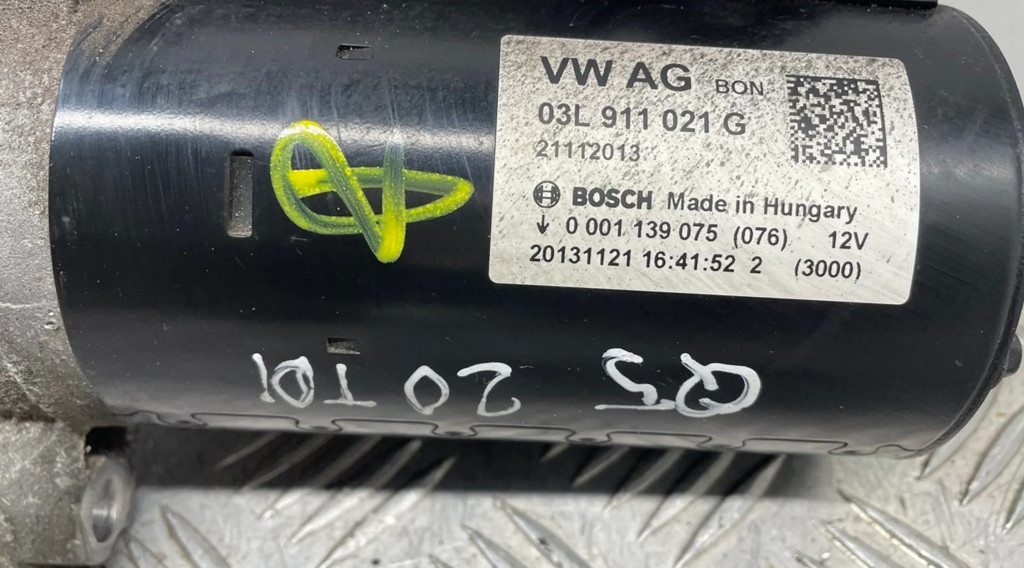 VW AG BON
03L 911 021 G
21112013
BOSCH Made in Hungary
↓ 0 001 139 075 (076) 12V
20131121 16:41:52 2 (3000)
Q5 20 TDI